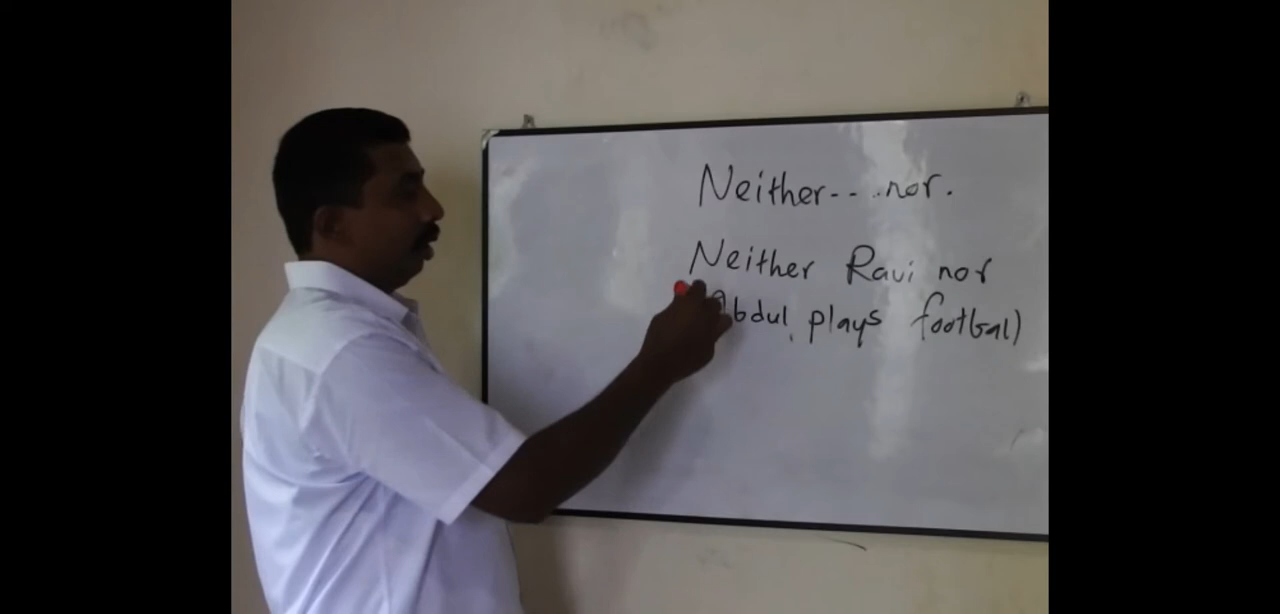 Neither-- ..nor.
Neither Ravi nor
Abdul plays football